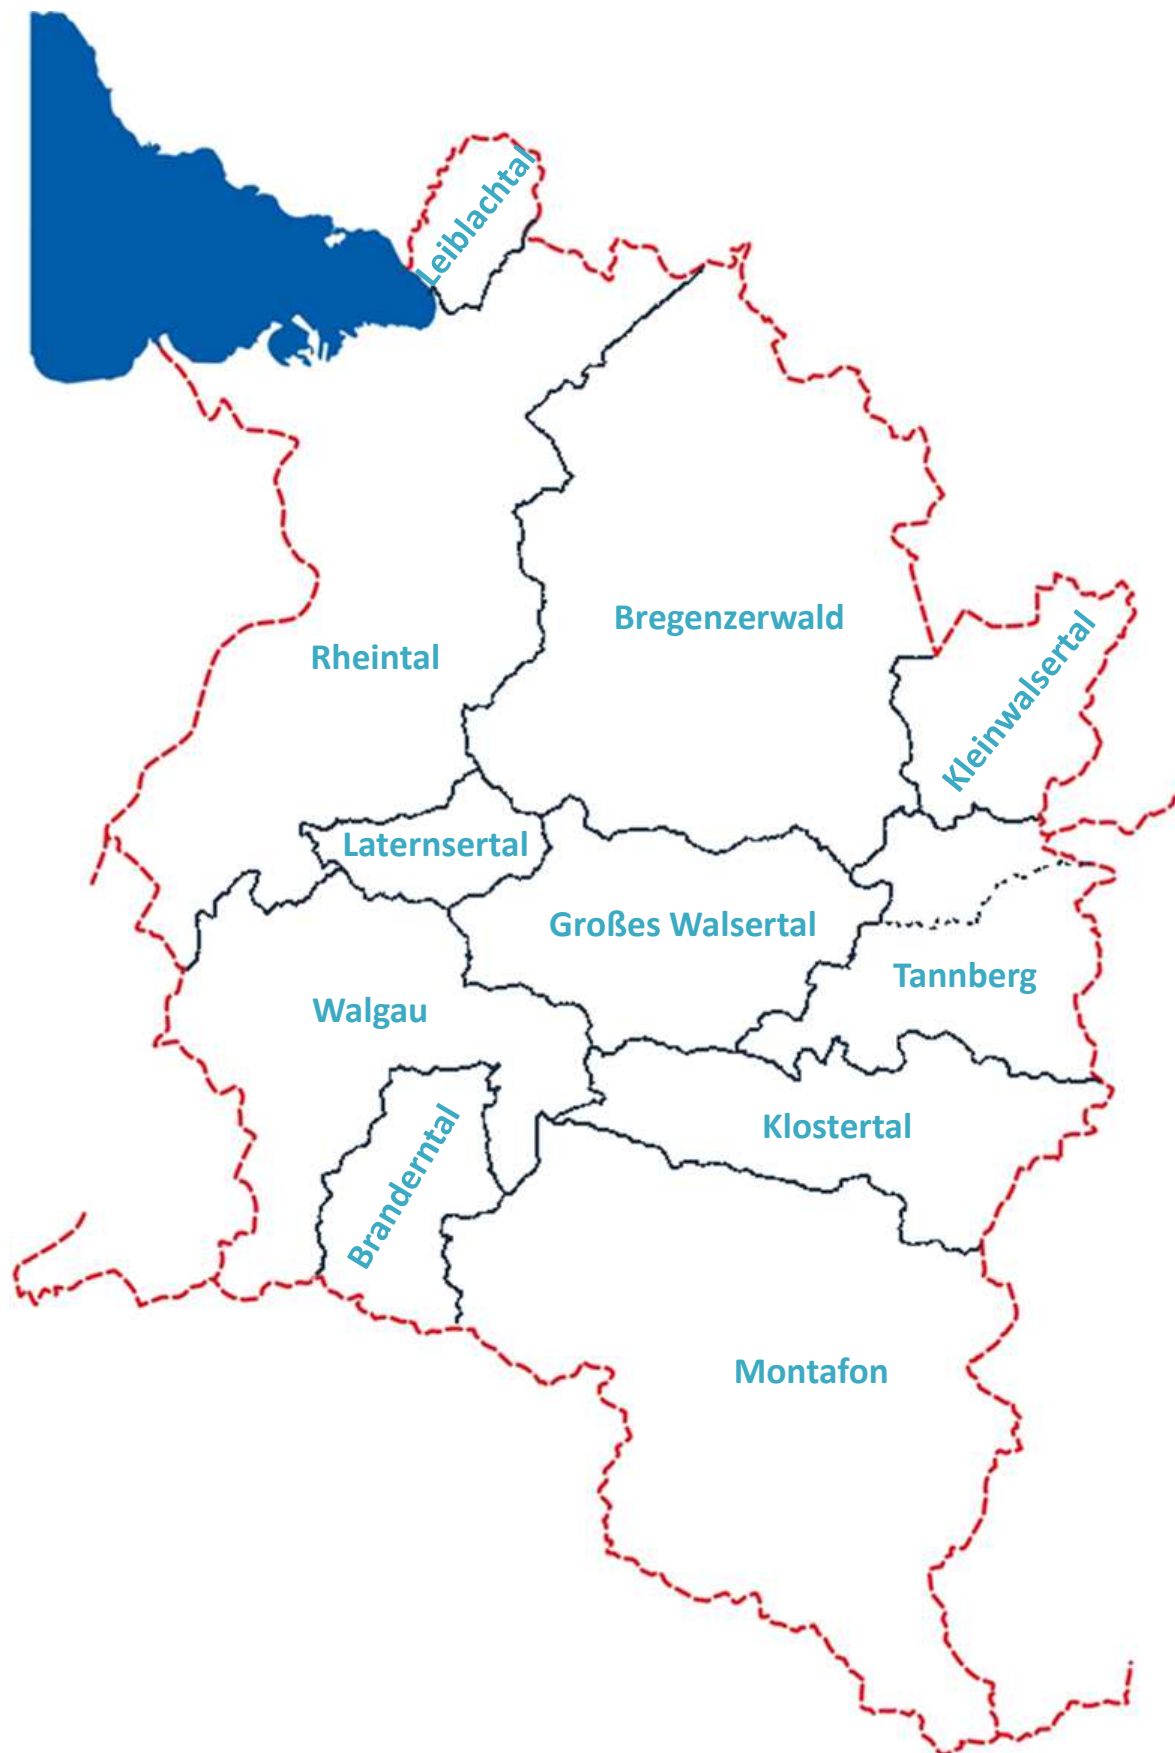 Leiblachtal
Bregenzerwald
Rheintal
Kleinwalsertal
Laternsertal
Großes Walsertal
Tannberg
Walgau
Klostertal
Branderntal
Montafon